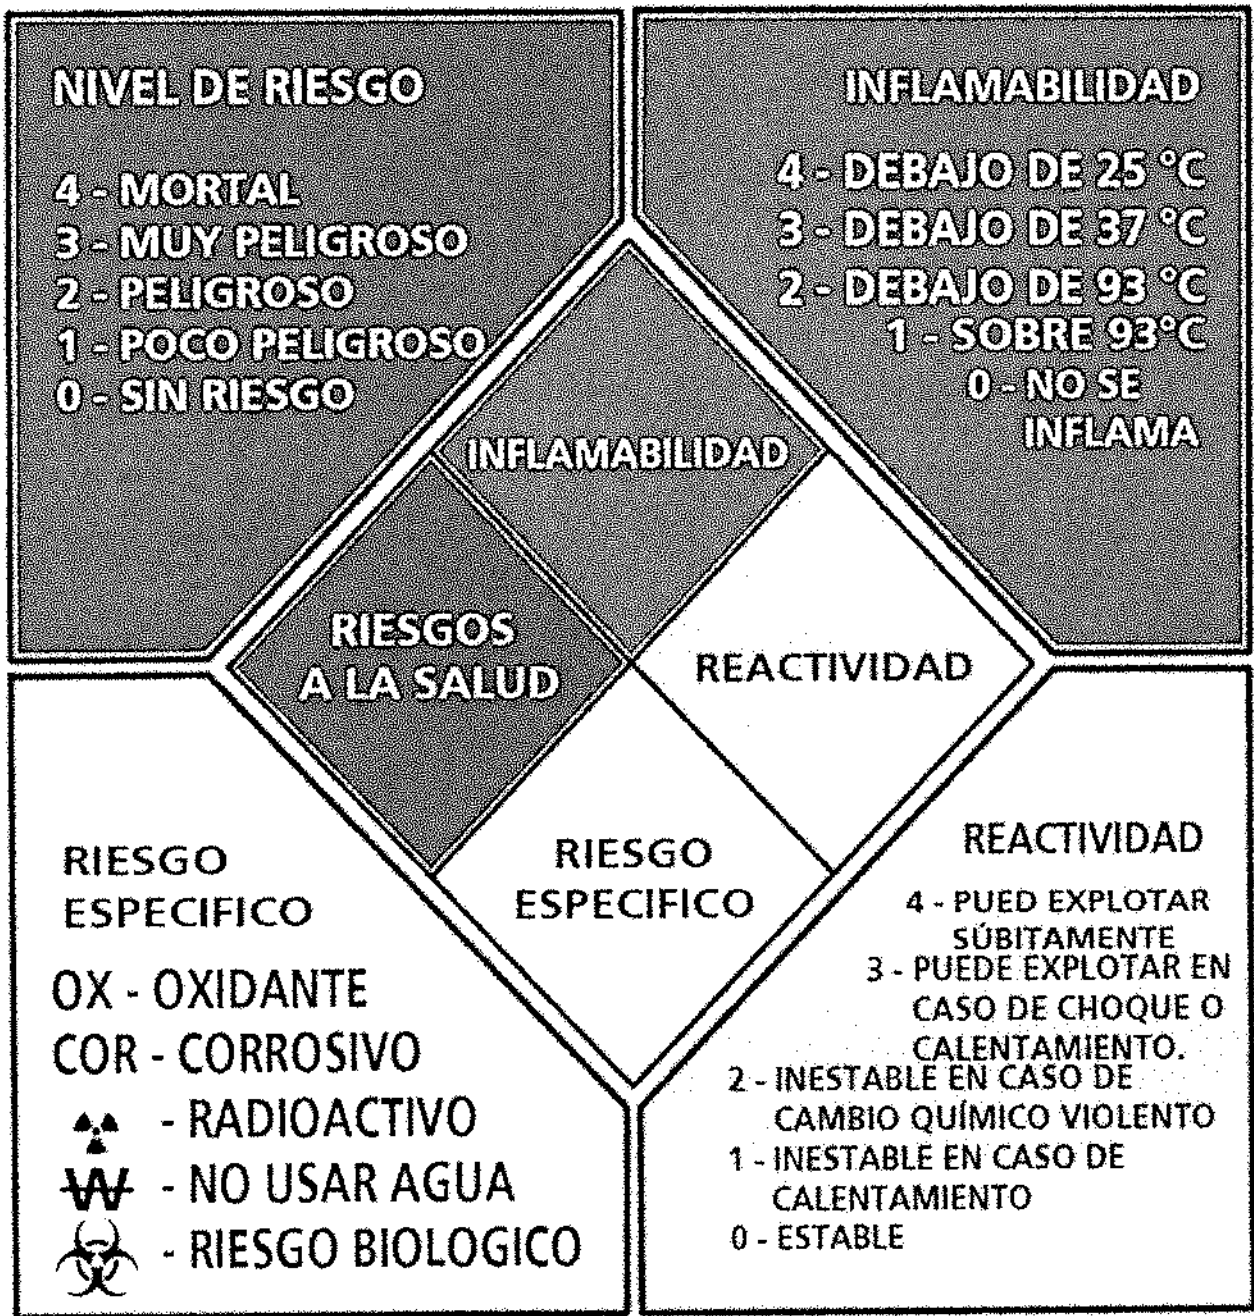 NIVEL DE RIESGO
4 - MORTAL
3 - MUY PELIGROSO
2 - PELIGROSO
1 - POCO PELIGROSO
0 - SIN RIESGO
INFLAMABILIDAD
4 - DEBAJO DE 25 °C
3 - DEBAJO DE 37 °C
2 - DEBAJO DE 93 °C
1 - SOBRE 93°C
0 - NO SE
INFLAMA
INFLAMABILIDAD
RIESGOS
A LA SALUD
REACTIVIDAD
RIESGO
ESPECIFICO
RIESGO
ESPECIFICO
OX - OXIDANTE
COR - CORROSIVO
- RADIOACTIVO
W - NO USAR AGUA
- RIESGO BIOLOGICO
REACTIVIDAD
4 - PUED EXPLOTAR
SÚBITAMENTE
3 - PUEDE EXPLOTAR EN
CASO DE CHOQUE O
CALENTAMIENTO.
2 - INESTABLE EN CASO DE
CAMBIO QUÍMICO VIOLENTO
1 - INESTABLE EN CASO DE
CALENTAMIENTO
0 - ESTABLE